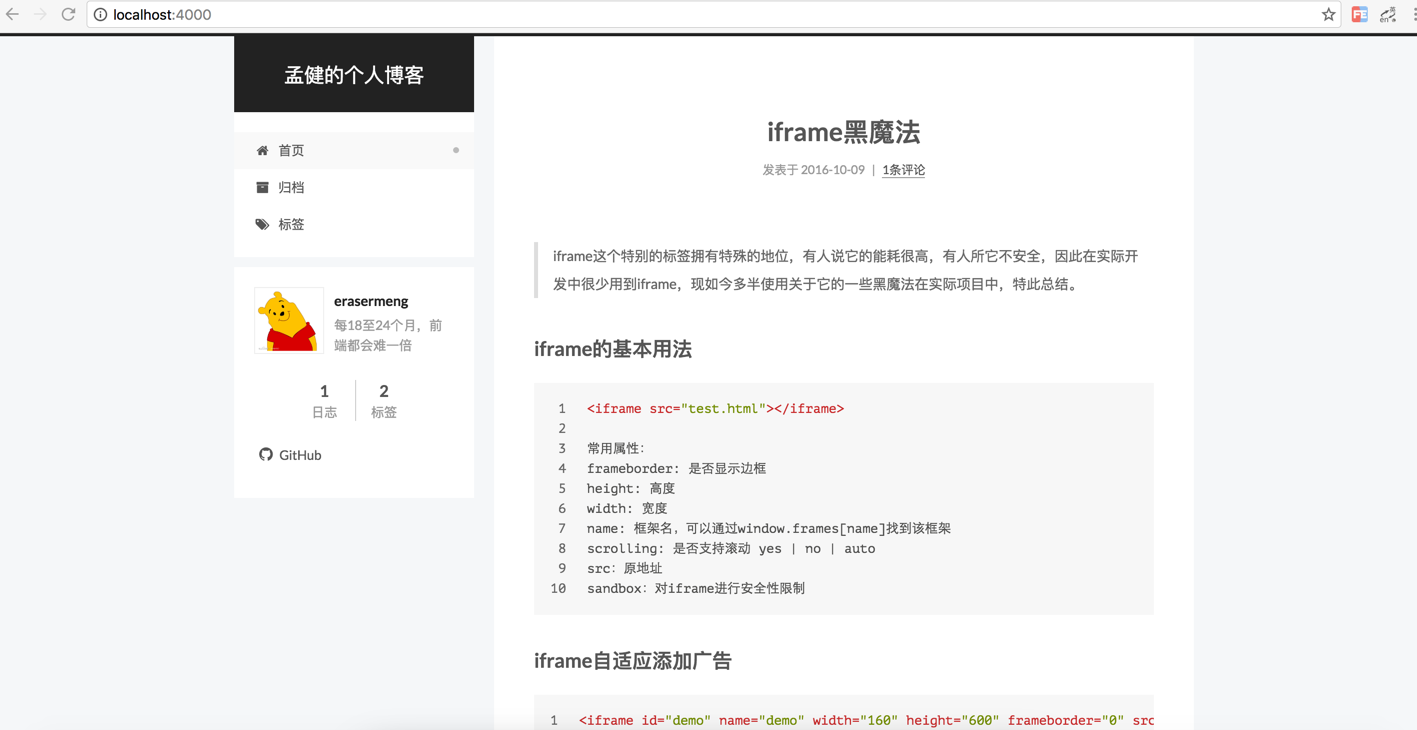 localhost:4000
孟健的个人博客
首页
归档
标签
erasermeng
每18至24个月，前
端都会难一倍
1 2
日志 标签
GitHub
iframe黑魔法
发表于 2016-10-09 | 1条评论
iframe这个特别的标签拥有特殊的地位，有人说它的能耗很高，有人所它不安全，因此在实际开
发中很少用到iframe，现如今多半使用关于它的一些黑魔法在实际项目中，特此总结。
iframe的基本用法
1 <iframe src="test.html"></iframe>
2
3 常用属性：
4 frameborder: 是否显示边框
5 height: 高度
6 width: 宽度
7 name: 框架名，可以通过window.frames[name]找到该框架
8 scrolling: 是否支持滚动 yes | no | auto
9 src：原地址
10 sandbox：对iframe进行安全性限制
iframe自适应添加广告
1 <iframe id="demo" name="demo" width="160" height="600" frameborder="0" src